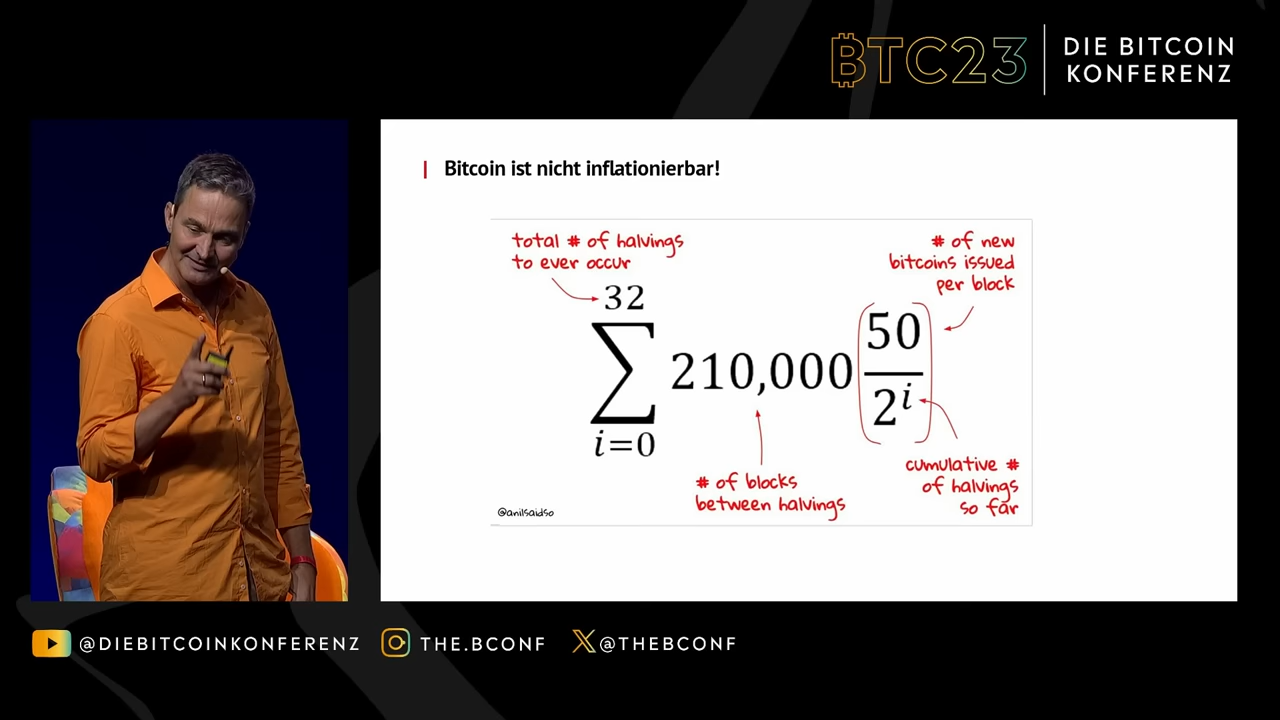 BTC23
DIE BITCOIN
KONFERENZ
Bitcoin ist nicht inflationierbar!
total # of halvings
to ever occur
# of new
bitcoins issued
per block
32
∑ 210,000 (50/2^i)
i=0
# of blocks
between halvings
cumulative #
of halvings
so far
@anilsaidso
@DIEBITCOINKONFERENZ
THE.BCONF
@THEBCONF